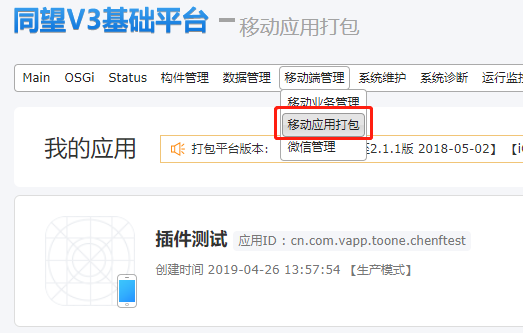 同望V3基础平台 — 移动应用打包
Main OSGi Status 构件管理 数据管理 移动端管理 系统维护 系统诊断 运行监控
移动业务管理
移动应用打包
微信管理
我的应用
打包平台版本: 至2.1.1版 2018-05-02】 【i
插件测试 应用ID : cn.com.vapp.toone.chenftest
创建时间 2019-04-26 13:57:54 【生产模式】